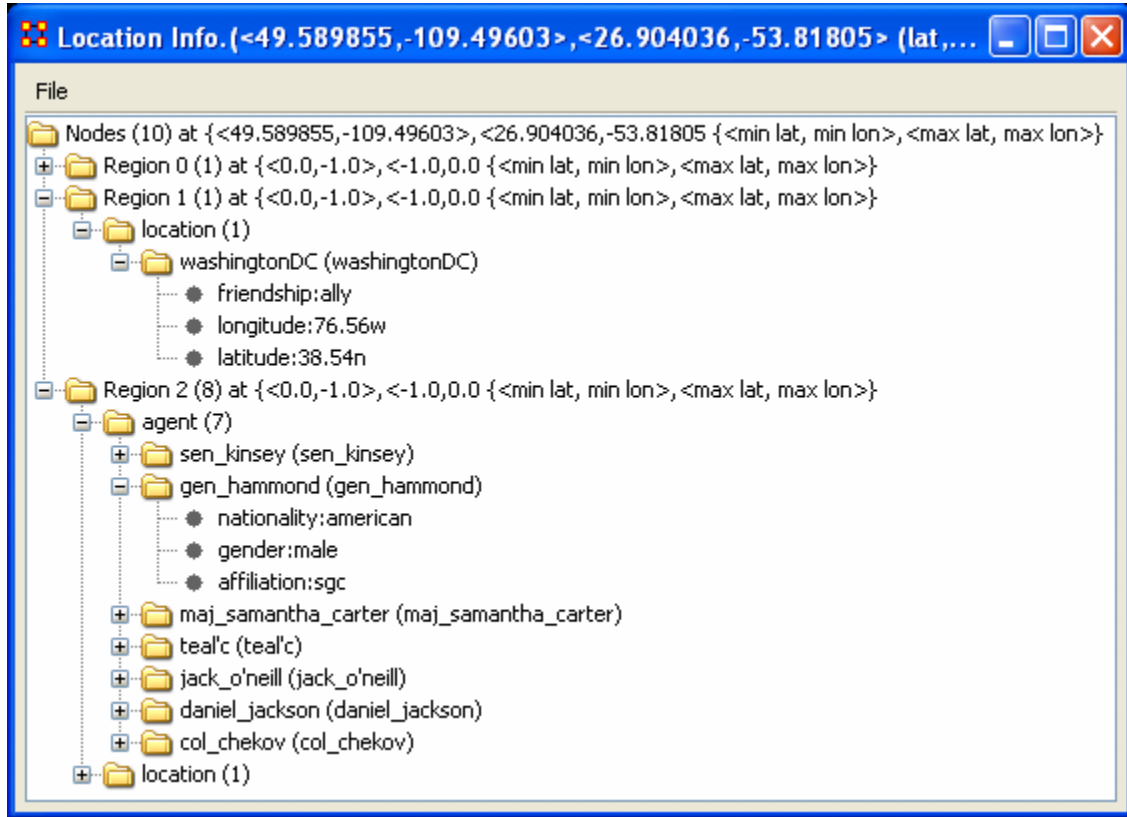 Location Info.(<49.589855,-109.49603>,<26.904036,-53.81805> (lat,...
File
Nodes (10) at {<49.589855,-109.49603>,<26.904036,-53.81805 {<min lat, min lon>,<max lat, max lon>}
Region 0 (1) at {<0.0,-1.0>,<-1.0,0.0 {<min lat, min lon>,<max lat, max lon>}
Region 1 (1) at {<0.0,-1.0>,<-1.0,0.0 {<min lat, min lon>,<max lat, max lon>}
location (1)
washingtonDC (washingtonDC)
friendship:ally
longitude:76.56w
latitude:38.54n
Region 2 (8) at {<0.0,-1.0>,<-1.0,0.0 {<min lat, min lon>,<max lat, max lon>}
agent (7)
sen_kinsey (sen_kinsey)
gen_hammond (gen_hammond)
nationality:american
gender:male
affiliation:sgc
maj_samantha_carter (maj_samantha_carter)
teal'c (teal'c)
jack_o'neill (jack_o'neill)
daniel_jackson (daniel_jackson)
col_chekov (col_chekov)
location (1)